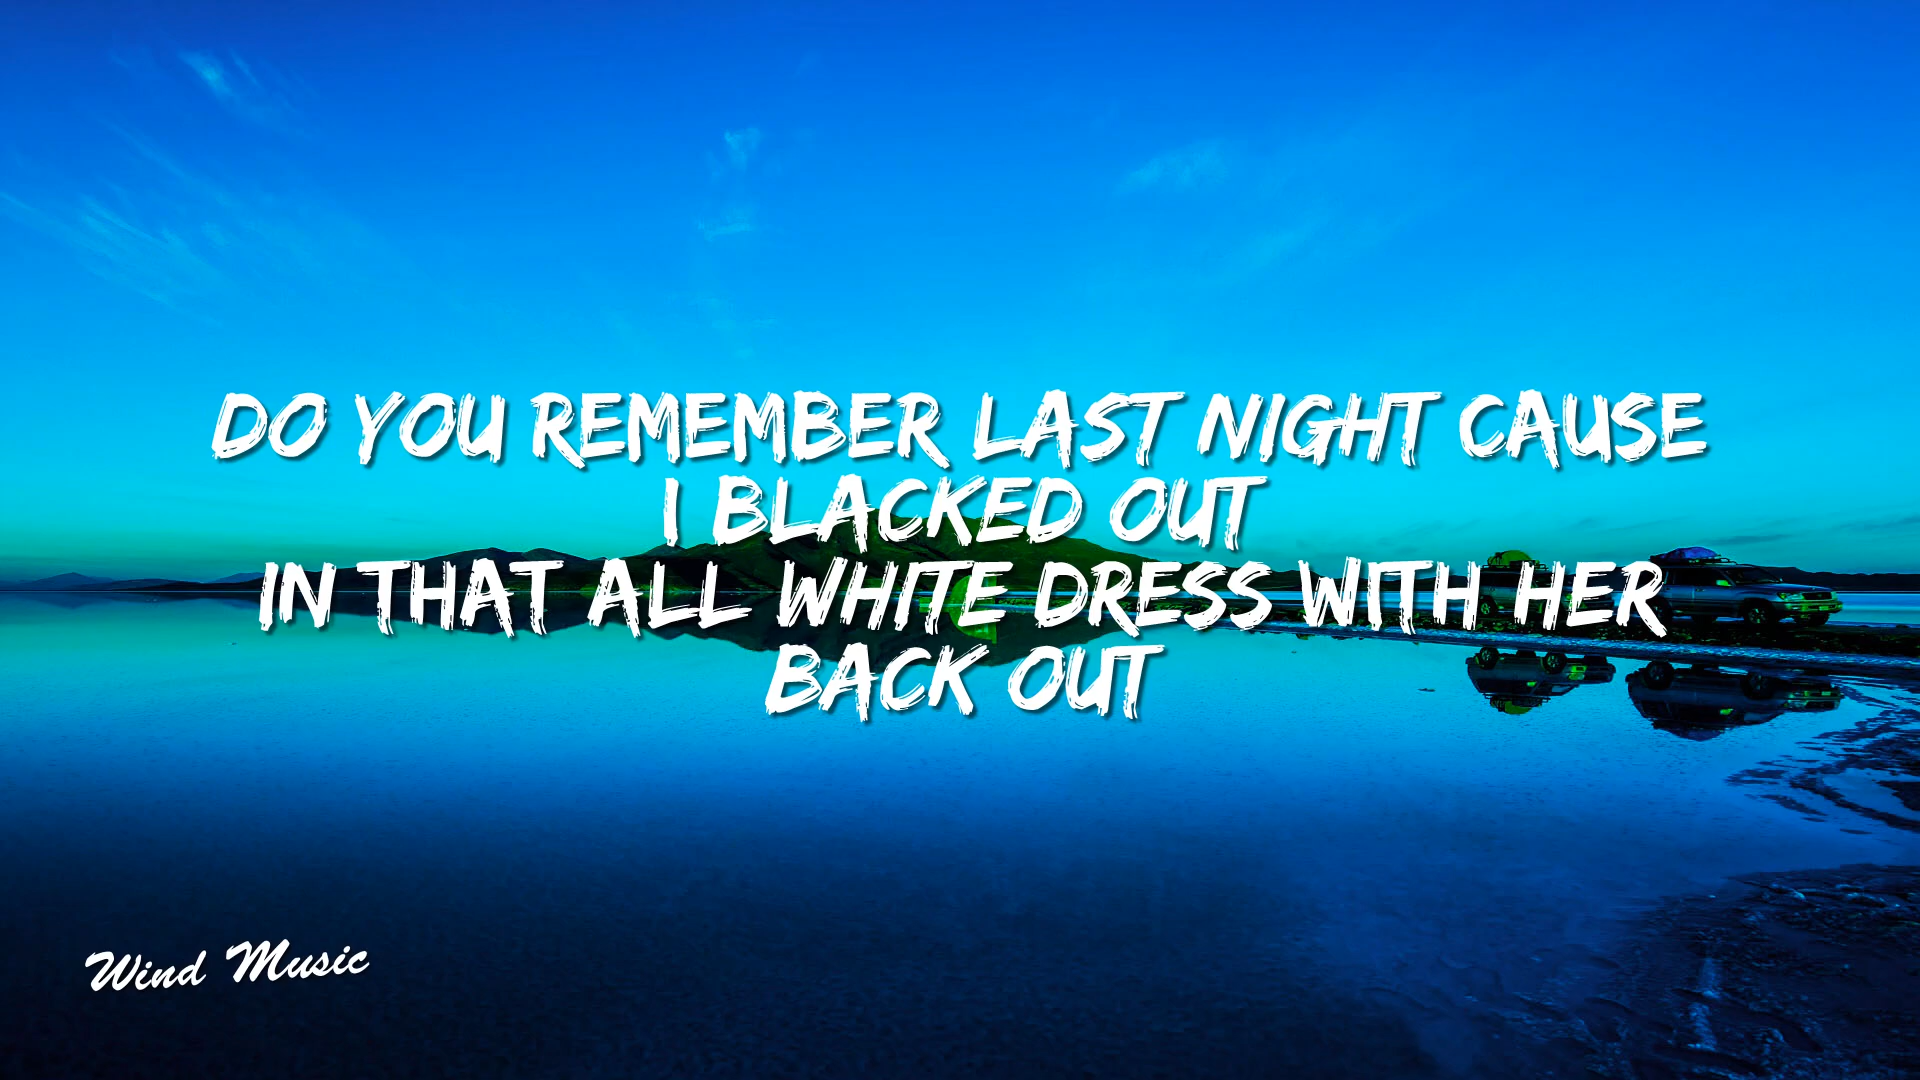 DO YOU REMEMBER LAST NIGHT CAUSE
I BLACKED OUT
IN THAT ALL WHITE DRESS WITH HER
BACK OUT
Wind Music